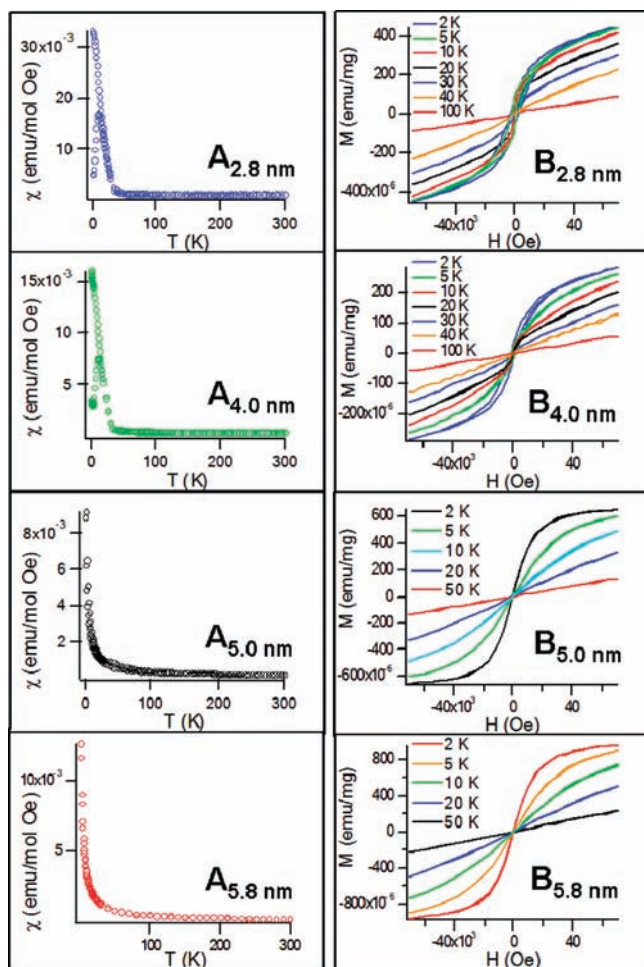 30x10⁻³
20
10
χ (emu/mol Oe)
0 100 200 300
T (K)
A2.8 nm
400
200
0
-200
-400x10⁻⁶
M (emu/mg)
2 K
5 K
10 K
20 K
30 K
40 K
100 K
-40x10³ 0 40
H (Oe)
B2.8 nm
15x10⁻³
10
5
χ (emu/mol Oe)
0 100 200 300
T (K)
A4.0 nm
200
100
0
-100
-200x10⁻⁶
M (emu/mg)
2 K
5 K
10 K
20 K
30 K
40 K
100 K
-40x10³ 0 40
H (Oe)
B4.0 nm
8x10⁻³
6
4
2
χ (emu/mol Oe)
0 100 200 300
T (K)
A5.0 nm
600
400
200
0
-200
-400
-600x10⁻⁶
M (emu/mg)
2 K
5 K
10 K
20 K
50 K
-40x10³ 0 40
H (Oe)
B5.0 nm
10x10⁻³
5
χ (emu/mol Oe)
100 200 300
T (K)
A5.8 nm
800
400
0
-400
-800x10⁻⁶
M (emu/mg)
2 K
5 K
10 K
20 K
50 K
-40x10³ 0 40
H (Oe)
B5.8 nm